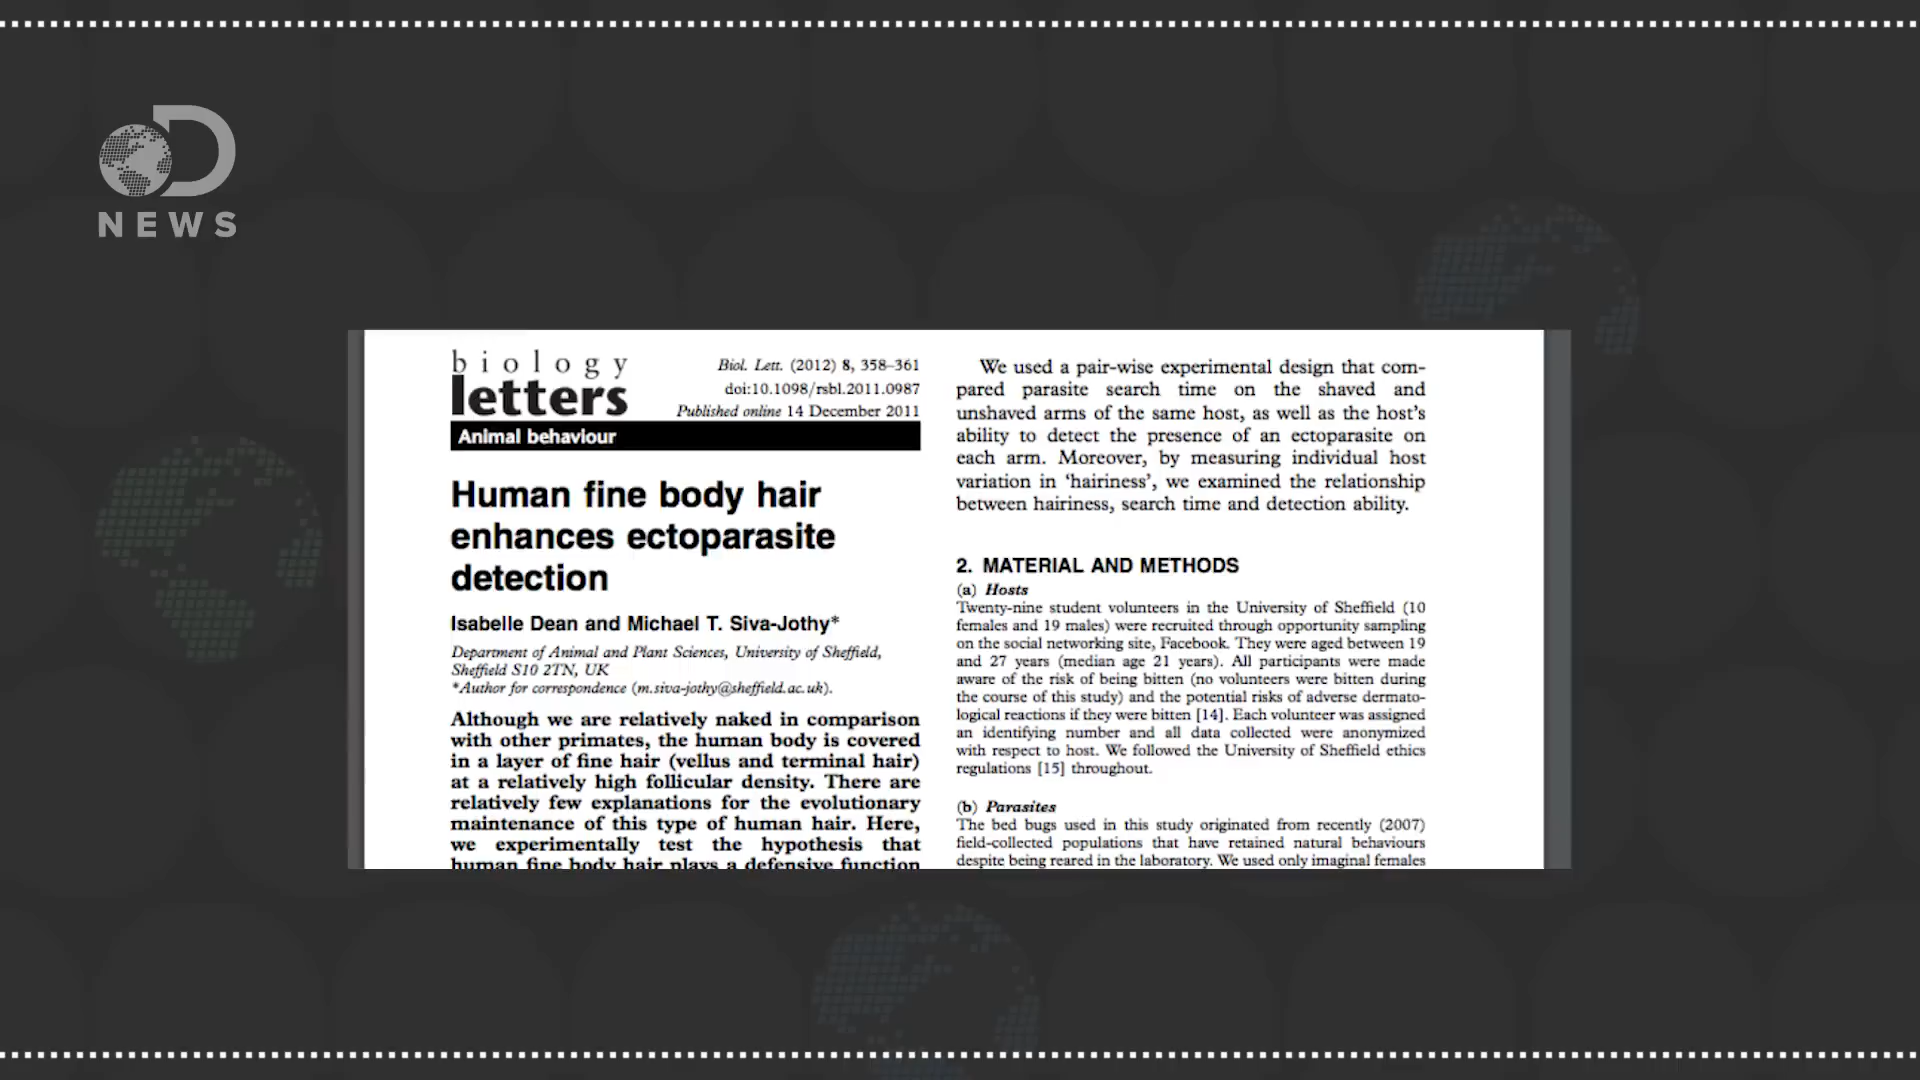 D
NEWS
biology
letters
Biol. Lett. (2012) 8, 358–361
doi:10.1098/rsbl.2011.0987
Published online 14 December 2011
Animal behaviour
Human fine body hair
enhances ectoparasite
detection
Isabelle Dean and Michael T. Siva-Jothy*
Department of Animal and Plant Sciences, University of Sheffield,
Sheffield S10 2TN, UK
*Author for correspondence (m.siva-jothy@sheffield.ac.uk).
Although we are relatively naked in comparison
with other primates, the human body is covered
in a layer of fine hair (vellus and terminal hair)
at a relatively high follicular density. There are
relatively few explanations for the evolutionary
maintenance of this type of human hair. Here,
we experimentally test the hypothesis that
human fine body hair plays a defensive function
We used a pair-wise experimental design that com-
pared parasite search time on the shaved and
unshaved arms of the same host, as well as the host's
ability to detect the presence of an ectoparasite on
each arm. Moreover, by measuring individual host
variation in 'hairiness', we examined the relationship
between hairiness, search time and detection ability.
2. MATERIAL AND METHODS
(a) Hosts
Twenty-nine student volunteers in the University of Sheffield (10
females and 19 males) were recruited through opportunity sampling
on the social networking site, Facebook. They were aged between 19
and 27 years (median age 21 years). All participants were made
aware of the risk of being bitten (no volunteers were bitten during
the course of this study) and the potential risks of adverse dermato-
logical reactions if they were bitten [14]. Each volunteer was assigned
an identifying number and all data collected were anonymized
with respect to host. We followed the University of Sheffield ethics
regulations [15] throughout.
(b) Parasites
The bed bugs used in this study originated from recently (2007)
field-collected populations that have retained natural behaviours
despite being reared in the laboratory. We used only imaginal females